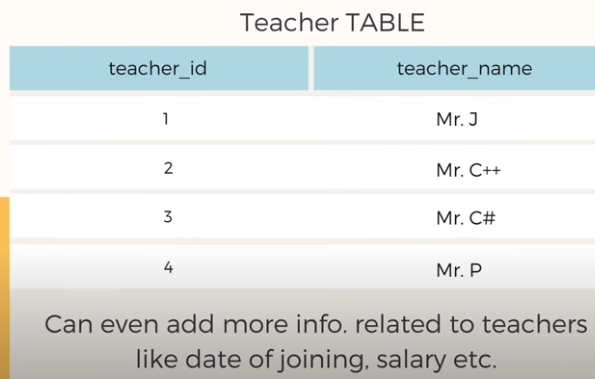 Teacher TABLE
teacher_id teacher_name
1 Mr. J
2 Mr. C++
3 Mr. C#
4 Mr. P
Can even add more info. related to teachers
like date of joining, salary etc.